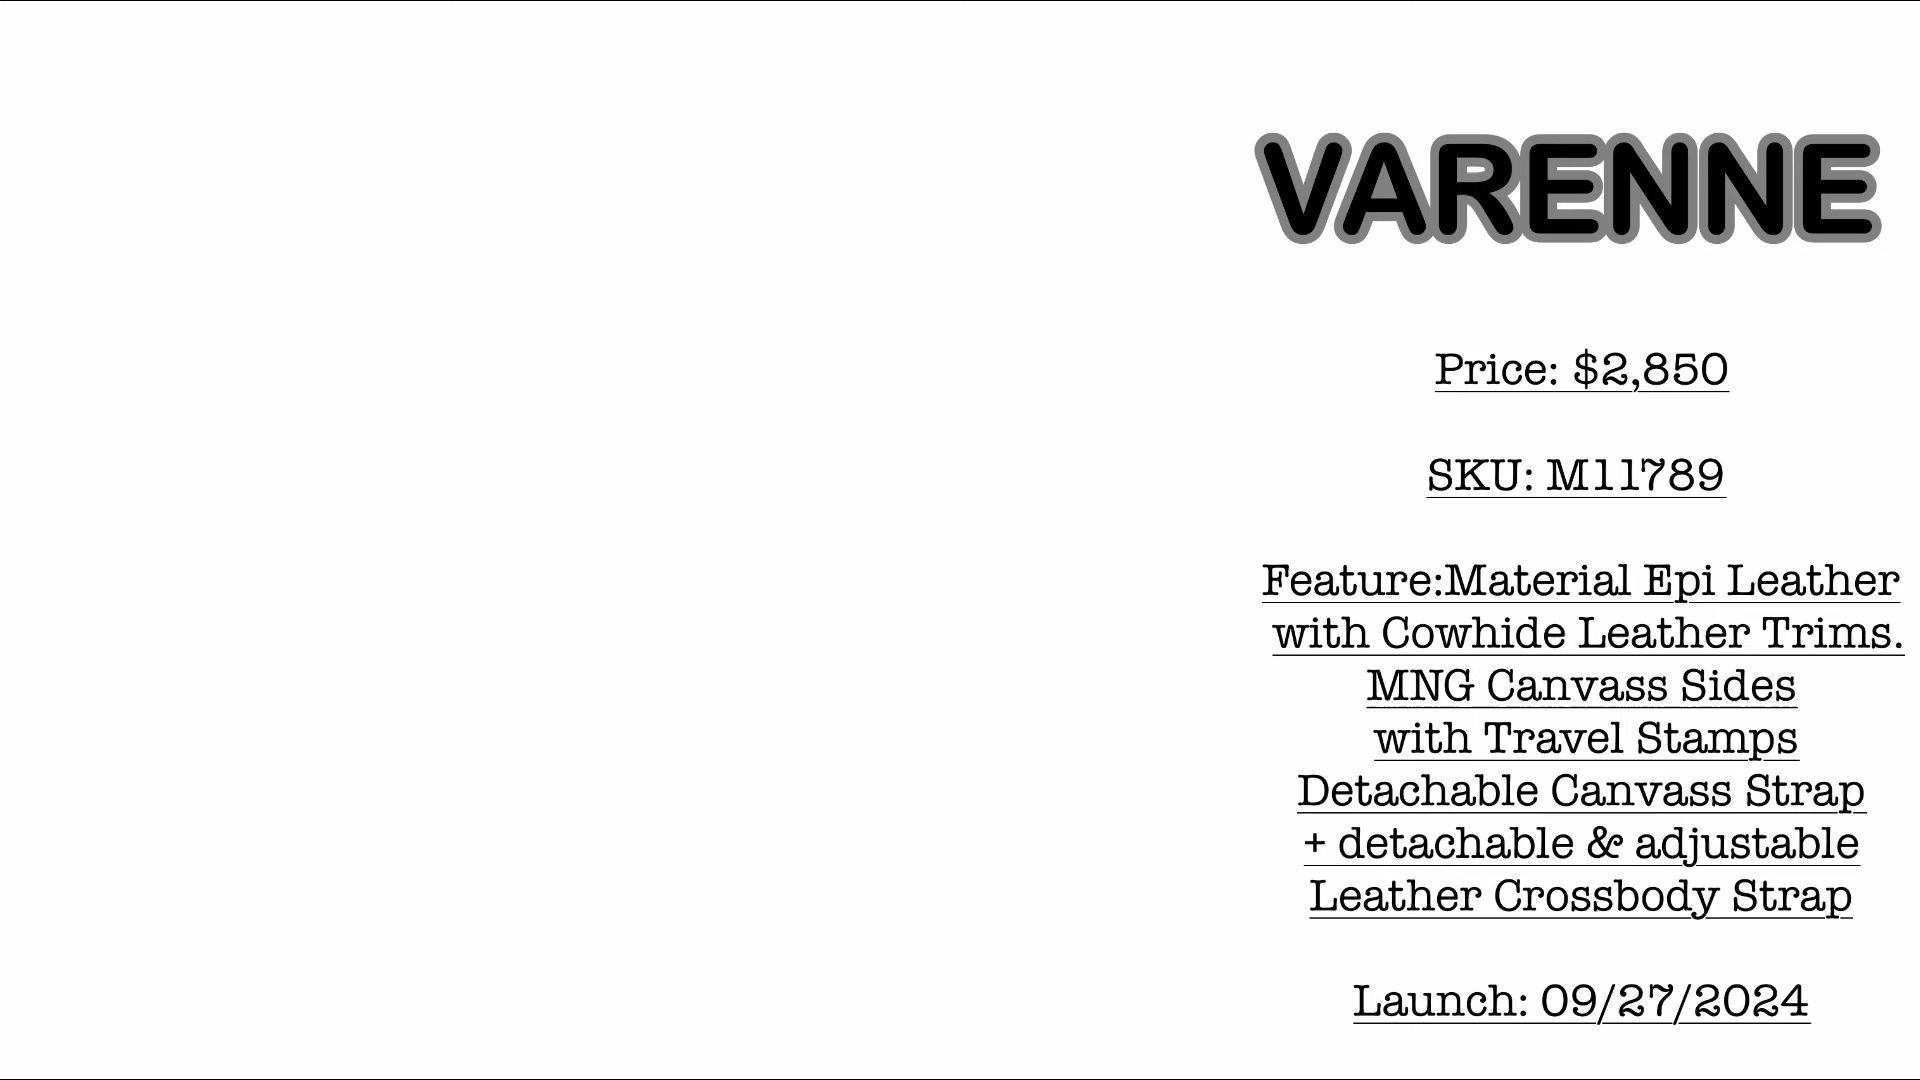 VARENNE
Price: $2,850
SKU: M11789
Feature:Material Epi Leather
with Cowhide Leather Trims.
MNG Canvass Sides
with Travel Stamps
Detachable Canvass Strap
+ detachable & adjustable
Leather Crossbody Strap
Launch: 09/27/2024